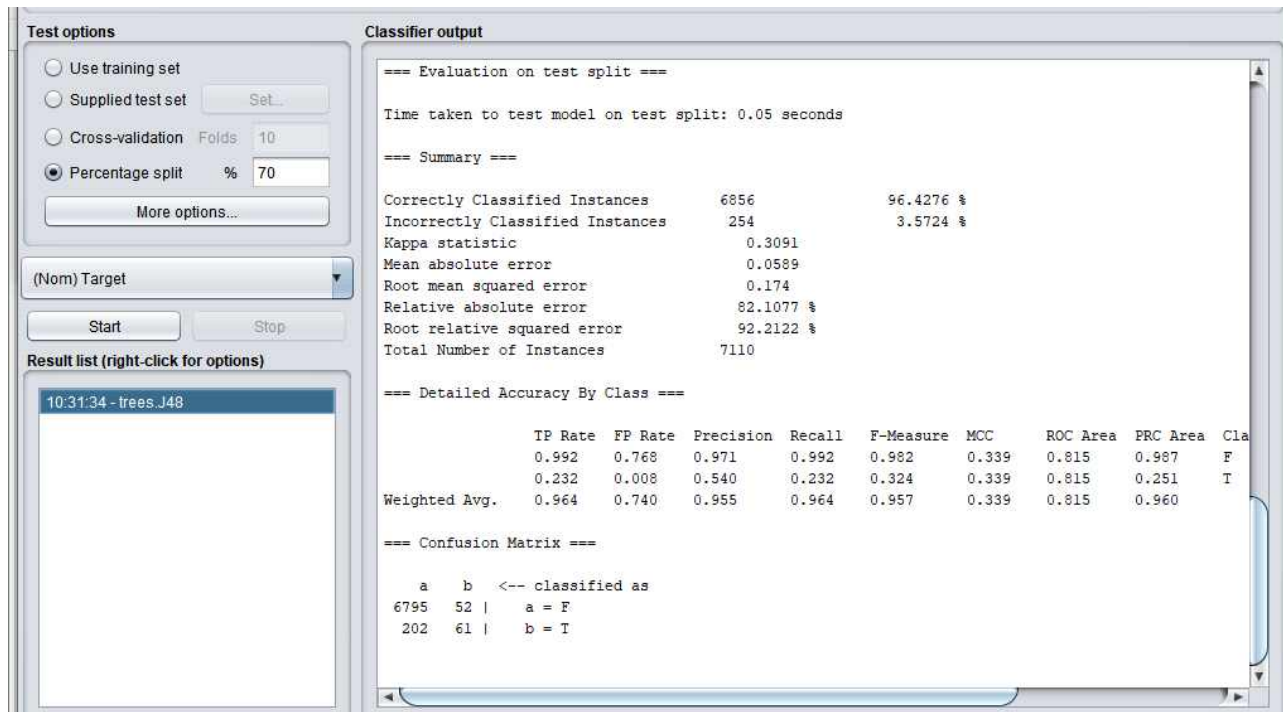 Test options
Use training set
Supplied test set Set...
Cross-validation Folds 10
Percentage split % 70
More options...
(Nom) Target
Start Stop
Result list (right-click for options)
10:31:34 - trees.J48
Classifier output
=== Evaluation on test split ===
Time taken to test model on test split: 0.05 seconds
=== Summary ===
Correctly Classified Instances 6856 96.4276 %
Incorrectly Classified Instances 254 3.5724 %
Kappa statistic 0.3091
Mean absolute error 0.0589
Root mean squared error 0.174
Relative absolute error 82.1077 %
Root relative squared error 92.2122 %
Total Number of Instances 7110
=== Detailed Accuracy By Class ===
TP Rate FP Rate Precision Recall F-Measure MCC ROC Area PRC Area Cla
0.992 0.768 0.971 0.992 0.982 0.339 0.815 0.987 F
0.232 0.008 0.540 0.232 0.324 0.339 0.815 0.251 T
Weighted Avg. 0.964 0.740 0.955 0.964 0.957 0.339 0.815 0.960
=== Confusion Matrix ===
a b <-- classified as
6795 52 | a = F
202 61 | b = T